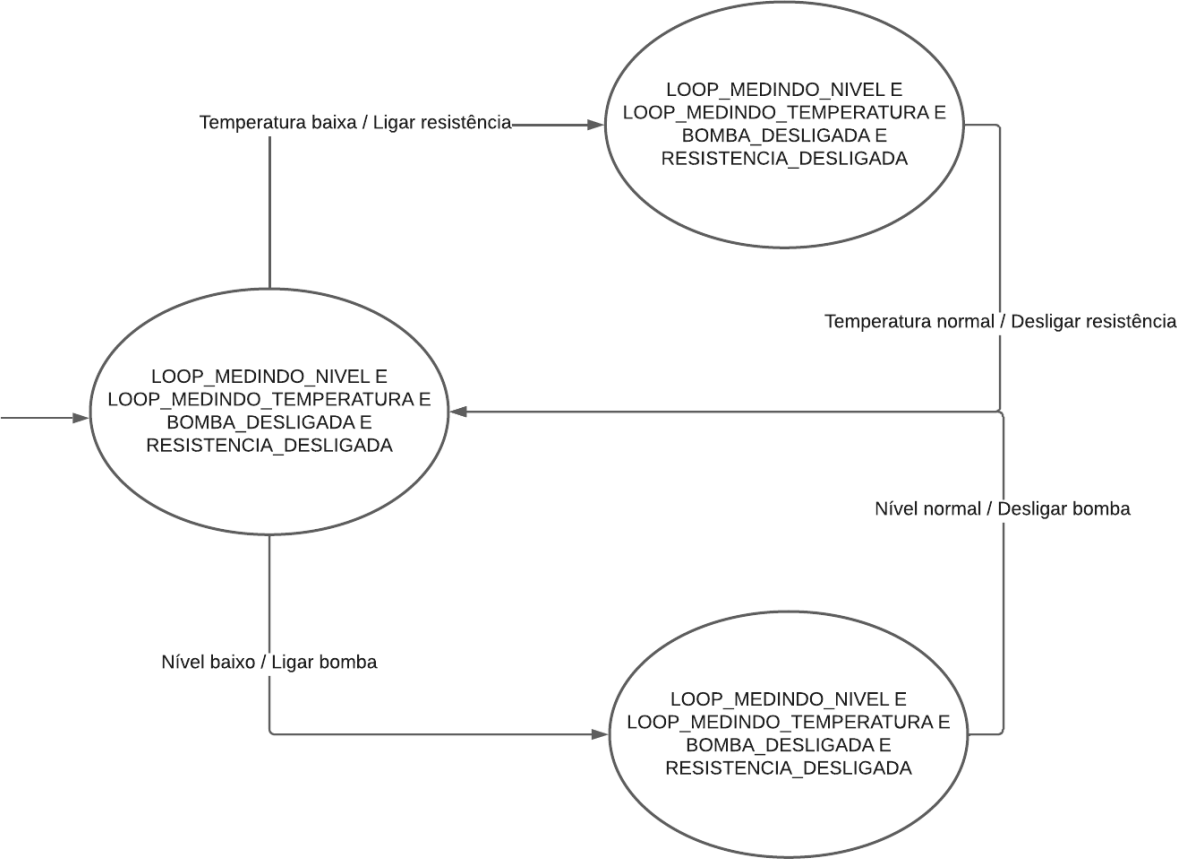 LOOP_MEDINDO_NIVEL E
LOOP_MEDINDO_TEMPERATURA E
BOMBA_DESLIGADA E
RESISTENCIA_DESLIGADA
Temperatura baixa / Ligar resistência
Temperatura normal / Desligar resistência
LOOP_MEDINDO_NIVEL E
LOOP_MEDINDO_TEMPERATURA E
BOMBA_DESLIGADA E
RESISTENCIA_DESLIGADA
Nível normal / Desligar bomba
Nível baixo / Ligar bomba
LOOP_MEDINDO_NIVEL E
LOOP_MEDINDO_TEMPERATURA E
BOMBA_DESLIGADA E
RESISTENCIA_DESLIGADA